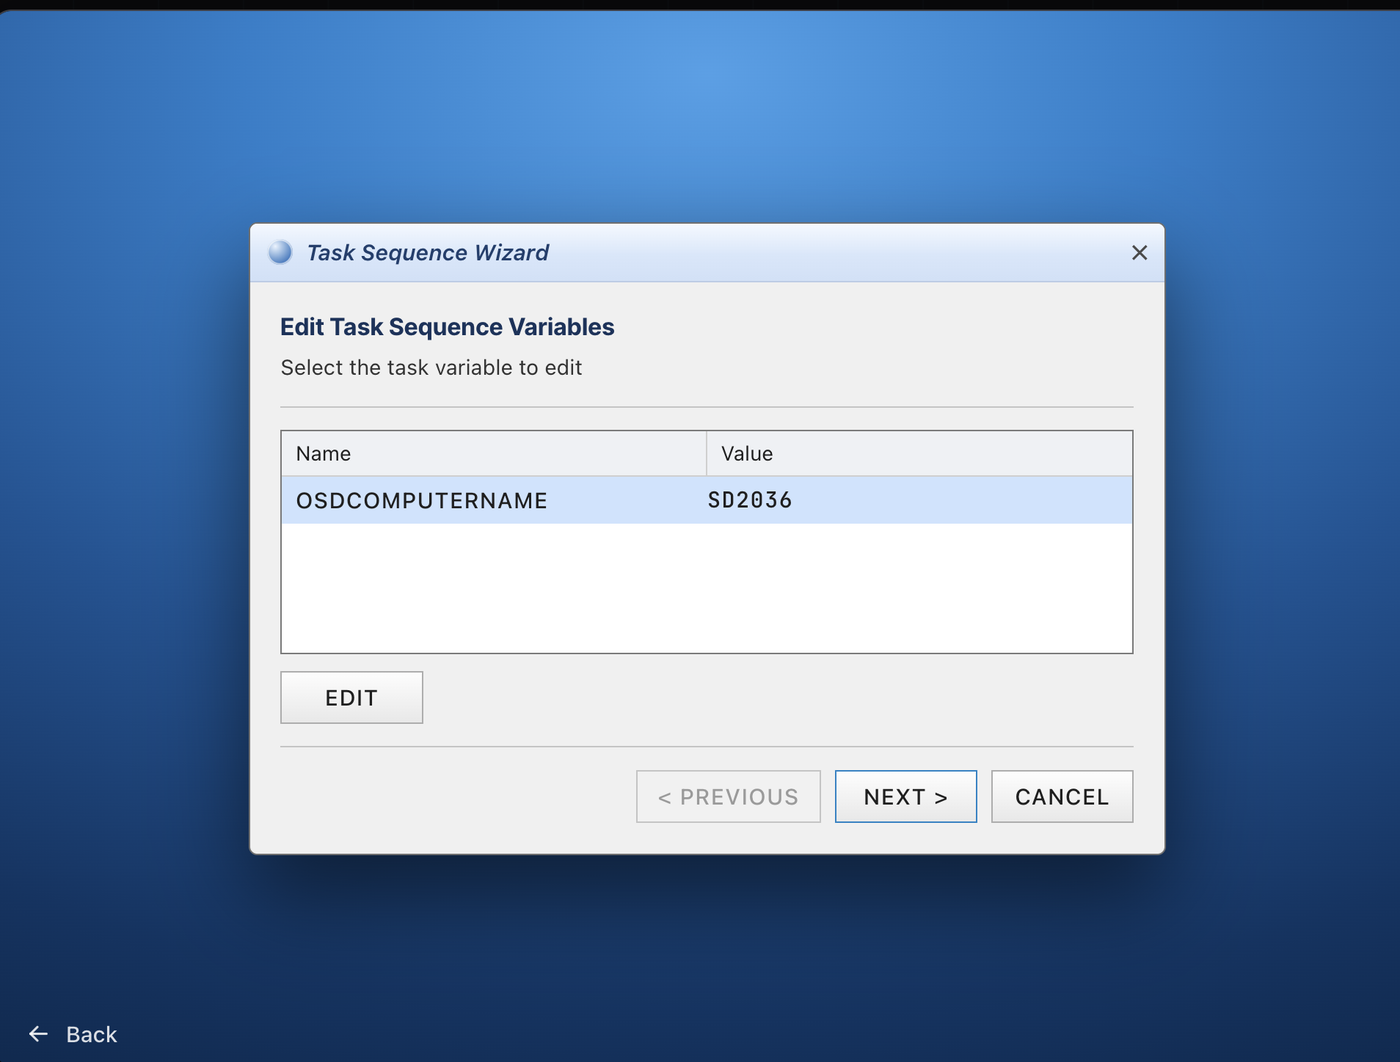 Task Sequence Wizard
Edit Task Sequence Variables
Select the task variable to edit
Name Value
OSDCOMPUTERNAME SD2036
EDIT
< PREVIOUS NEXT > CANCEL
← Back